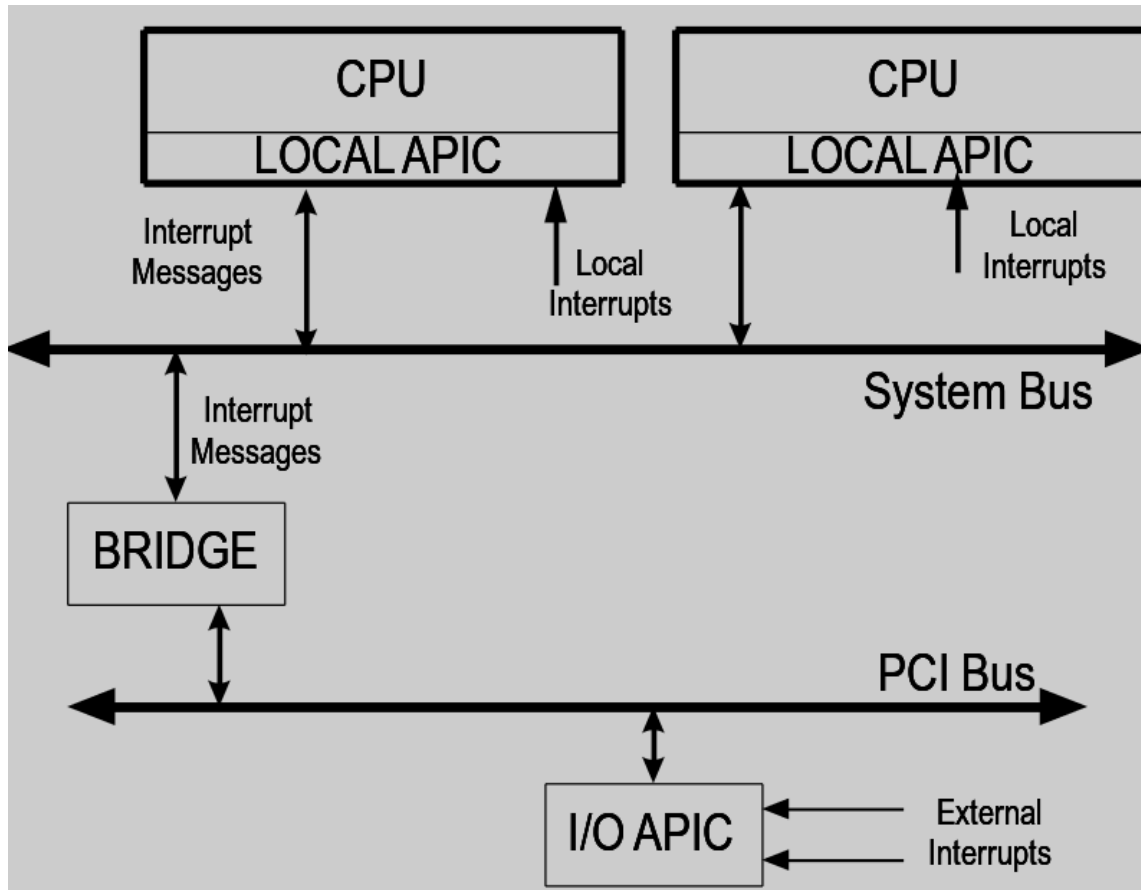 CPU
LOCAL APIC
CPU
LOCAL APIC
Interrupt
Messages
Local
Interrupts
Local
Interrupts
System Bus
Interrupt
Messages
BRIDGE
PCI Bus
I/O APIC
External
Interrupts